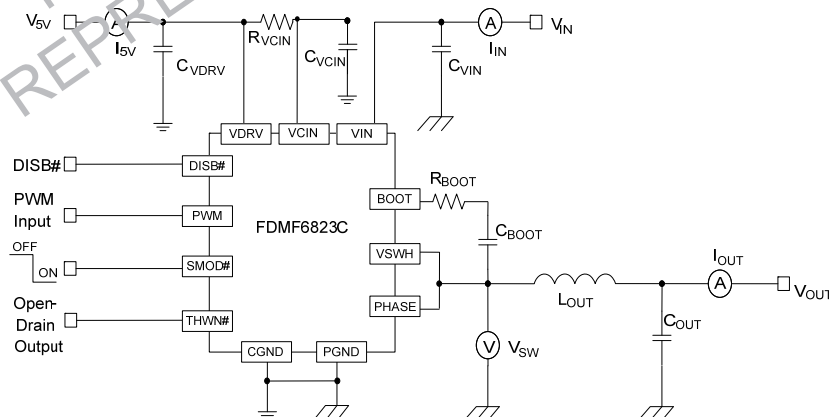 V5V
A
I5V
RVCIN
CVDRV
CVCIN
CVIN
A
IIN
VIN
REPRE
VDRV
VCIN
VIN
DISB#
DISB#
PWM
Input
PWM
OFF
ON
SMOD#
Open-
Drain
Output
THWN#
FDMF6823C
BOOT
RBOOT
CBOOT
VSWH
PHASE
LOUT
IOUT
A
VOUT
COUT
V
VSW
CGND
PGND